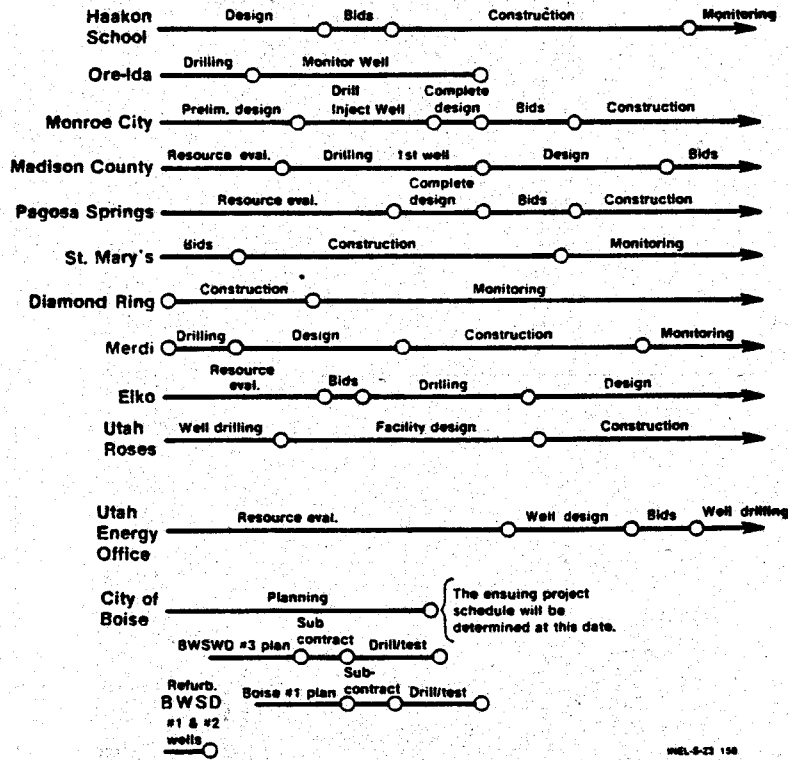 Haakon School
Design Bids Construction Monitoring
Ore-Ida
Drilling Monitor Well
Monroe City
Prelim. design Drill Inject Well Complete design Bids Construction
Madison County
Resource eval. Drilling 1st well Design Bids
Pagosa Springs
Resource eval. Complete design Bids Construction
St. Mary's
Bids Construction Monitoring
Diamond Ring
Construction Monitoring
Merdi
Drilling Design Construction Monitoring
Elko
Resource eval. Bids Drilling Design
Utah Roses
Well drilling Facility design Construction
Utah Energy Office
Resource eval. Well design Bids Well drilling
City of Boise
Planning
The ensuing project
schedule will be
determined at this date.
BWSWD #3 plan Sub contract Drill/test
Boise #1 plan Sub-contract Drill/test
Refurb.
BWSD
#1 & #2
wells
INEL-S-23 158